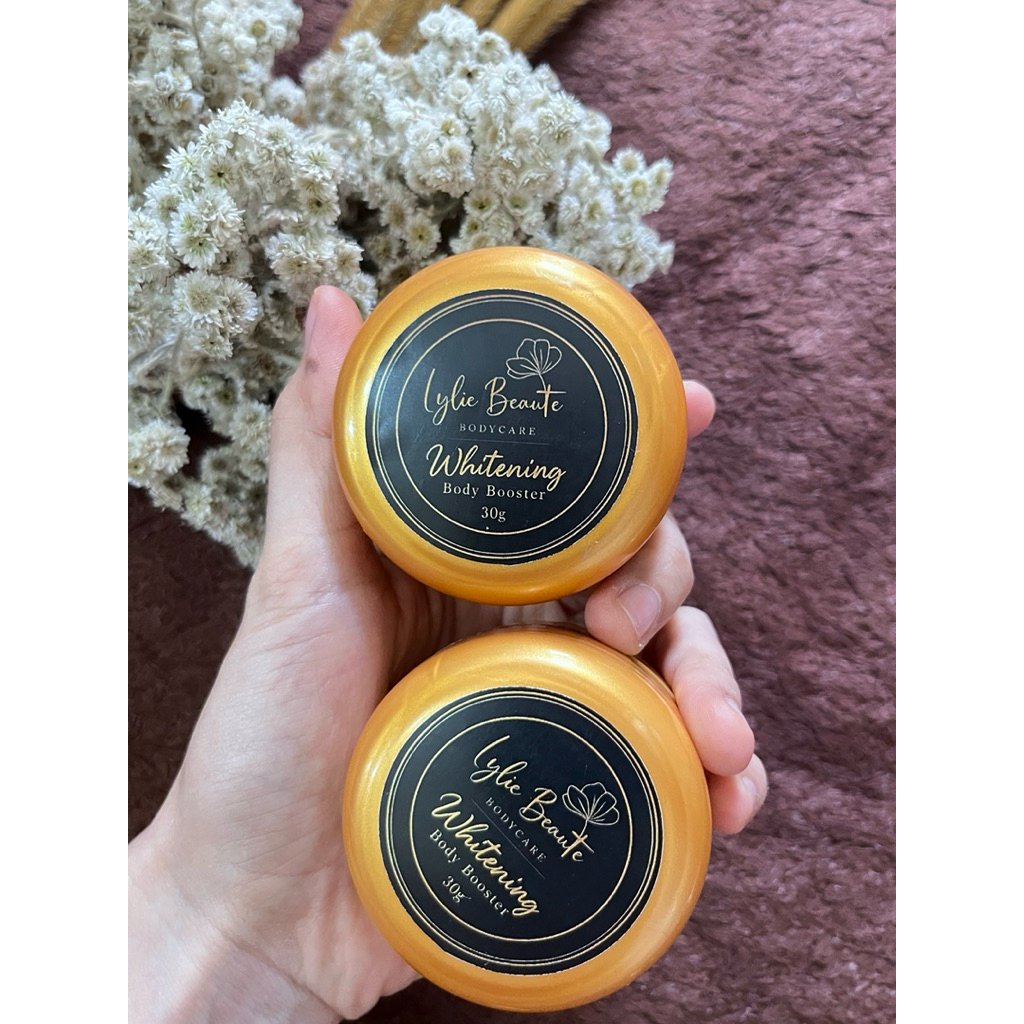 Lylie Beaute
BODYCARE
Whitening
Body Booster
30g
Lylie Beaute
BODYCARE
Whitening
Body Booster
30g